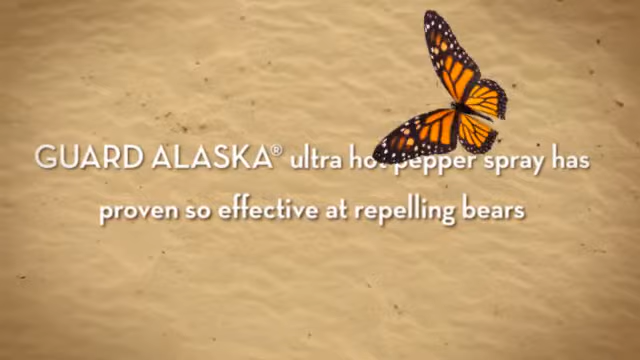 GUARD ALASKA® ultra hot pepper spray has
proven so effective at repelling bears